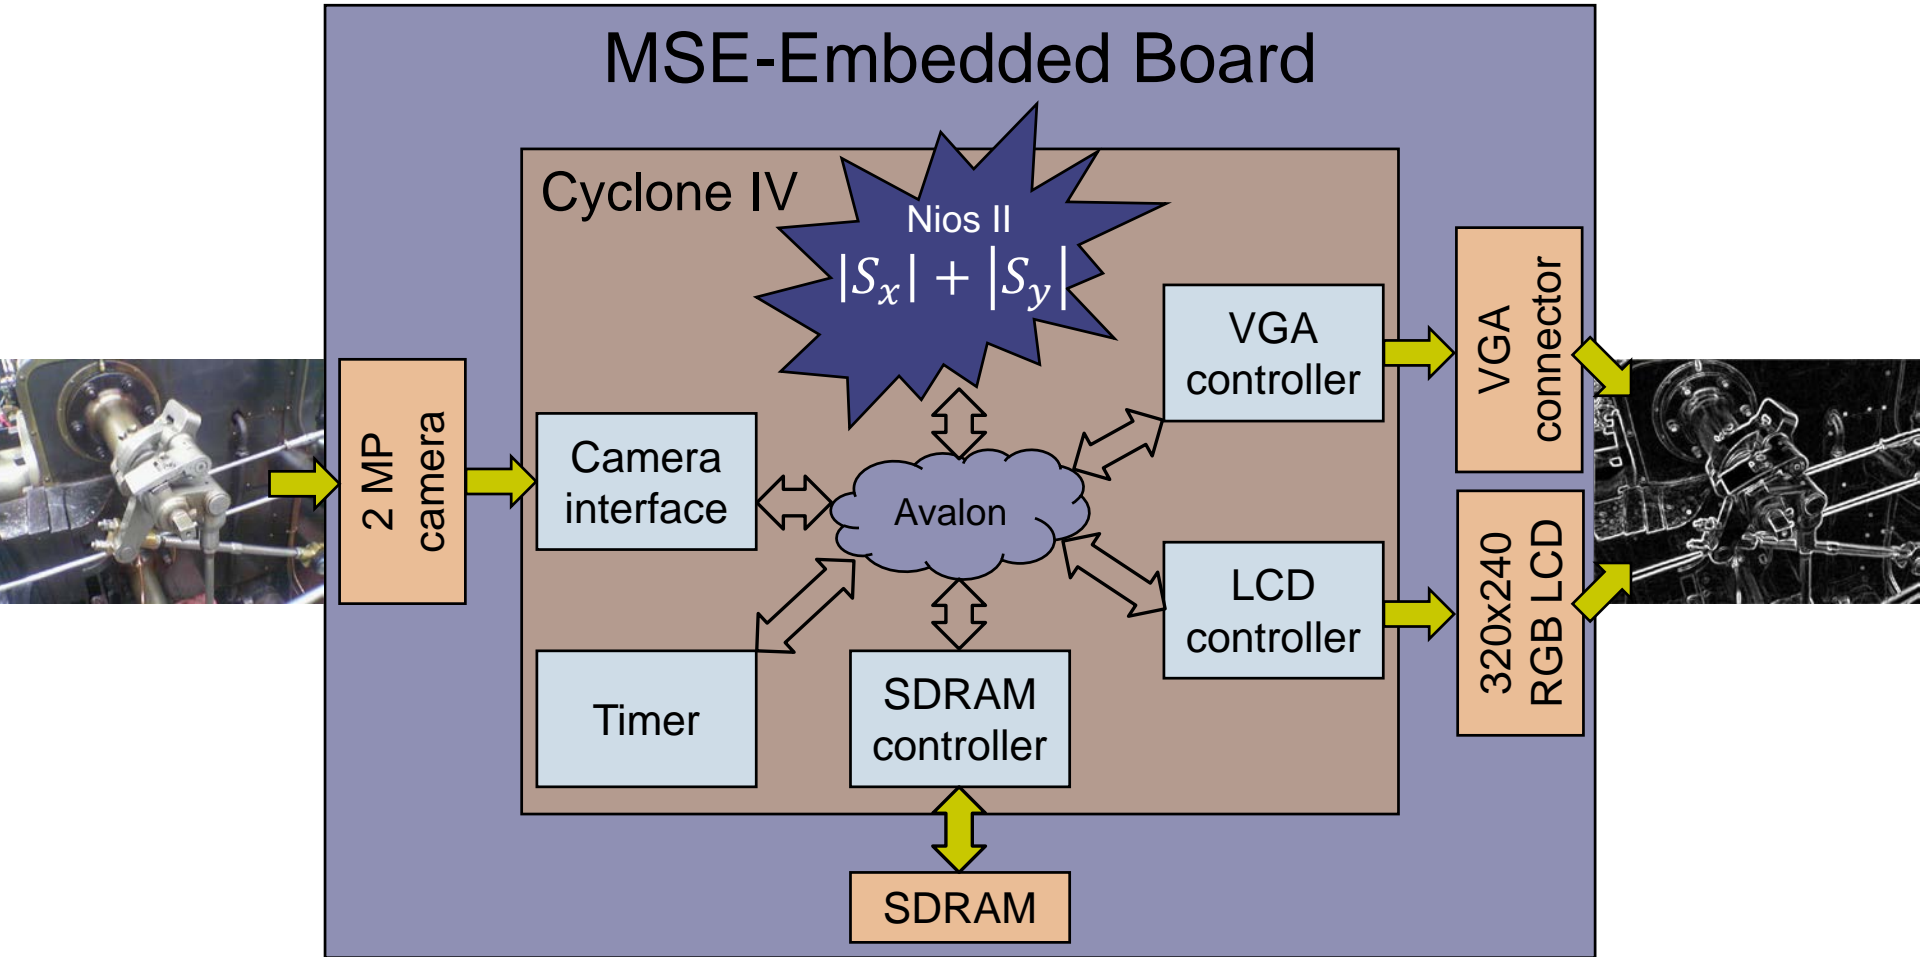 MSE-Embedded Board
Cyclone IV
Nios II
|Sₓ| + |Sᵧ|
2 MP
camera
Camera
interface
Avalon
VGA
controller
VGA
connector
LCD
controller
320x240
RGB LCD
Timer
SDRAM
controller
SDRAM